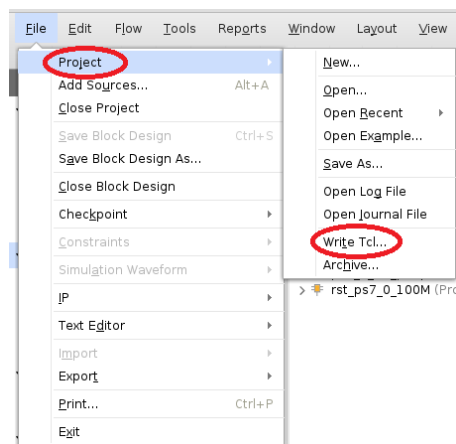 File Edit Flow Tools Reports Window Layout View
Project
Add Sources... Alt+A
Close Project
Save Block Design Ctrl+S
Save Block Design As...
Close Block Design
Checkpoint
Constraints
Simulation Waveform
IP
Text Editor
Import
Export
Print... Ctrl+P
Exit
New...
Open...
Open Recent
Open Example...
Save As...
Open Log File
Open Journal File
Write Tcl...
Archive...
rst_ps7_0_100M (Pro